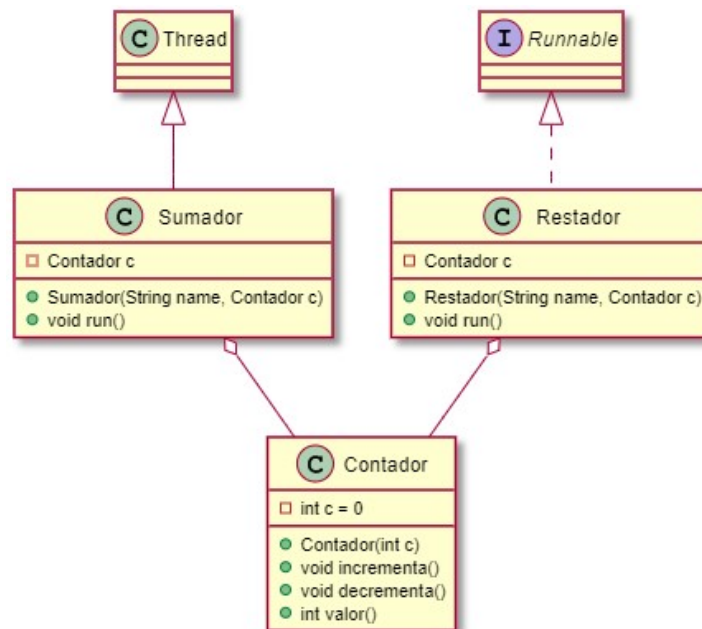 C Thread
I Runnable
C Sumador
Contador c
Sumador(String name, Contador c)
void run()
C Restador
Contador c
Restador(String name, Contador c)
void run()
C Contador
int c = 0
Contador(int c)
void incrementa()
void decrementa()
int valor()